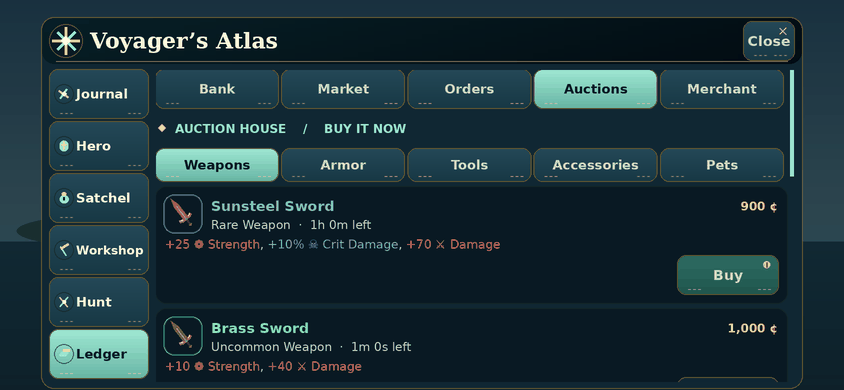 Voyager’s Atlas
× Close
Journal
Hero
Satchel
Workshop
Hunt
Ledger
Bank Market Orders Auctions Merchant
AUCTION HOUSE / BUY IT NOW
Weapons Armor Tools Accessories Pets
Sunsteel Sword 900 ¢
Rare Weapon · 1h 0m left
+25 Strength, +10% ☠ Crit Damage, +70 ⚔ Damage
Buy
Brass Sword 1,000 ¢
Uncommon Weapon · 1m 0s left
+10 Strength, +40 ⚔ Damage